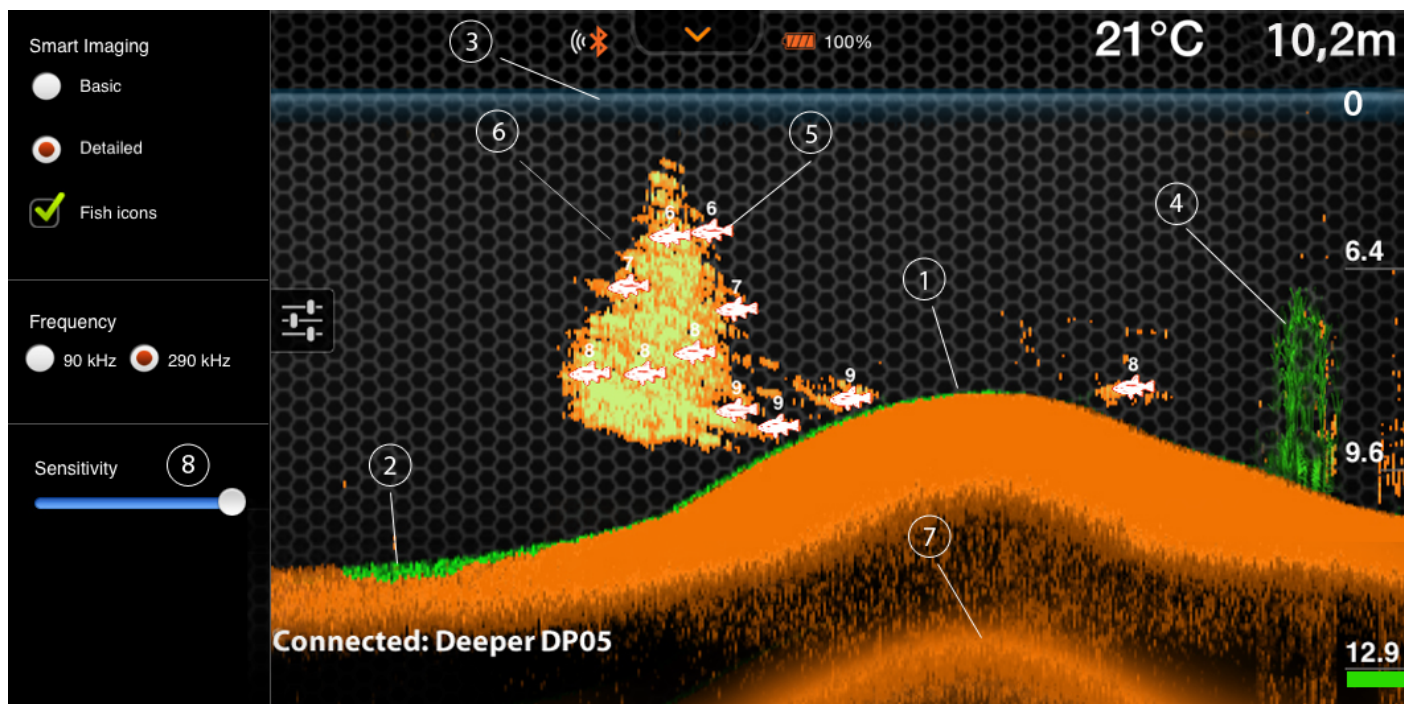 Smart Imaging
Basic
Detailed
Fish icons
Frequency
90 kHz 290 kHz
Sensitivity 8
3 100% 21°C 10,2m
0
6 5
4
6 6
6.4
7
1
7
8
8 8
8
9
9 9
9.6
2
7
Connected: Deeper DP05
12.9